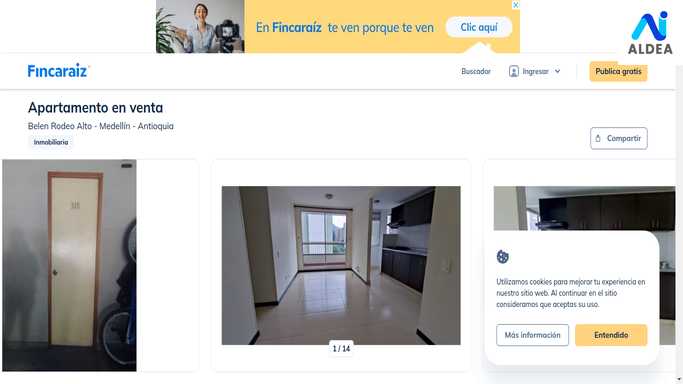 En Fincaraíz te ven porque te ven
Clic aquí
ALDEA
Fincaraiz
Buscador
Ingresar
Publica gratis
Apartamento en venta
Belen Rodeo Alto - Medellín - Antioquia
Inmobiliaria
Compartir
1 / 14
Utilizamos cookies para mejorar tu experiencia en
nuestro sitio web. Al continuar en el sitio
consideramos que aceptas su uso.
Más información
Entendido